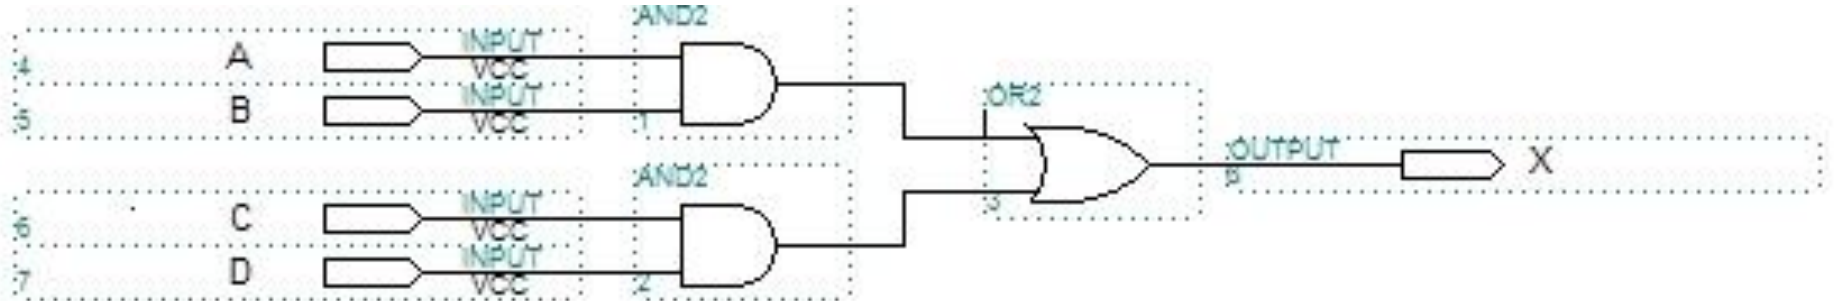 AND2
4 A INPUT
VCC
5 B INPUT
VCC
1
OR2
OUTPUT
8 X
3
AND2
6 C INPUT
VCC
7 D INPUT
VCC
2